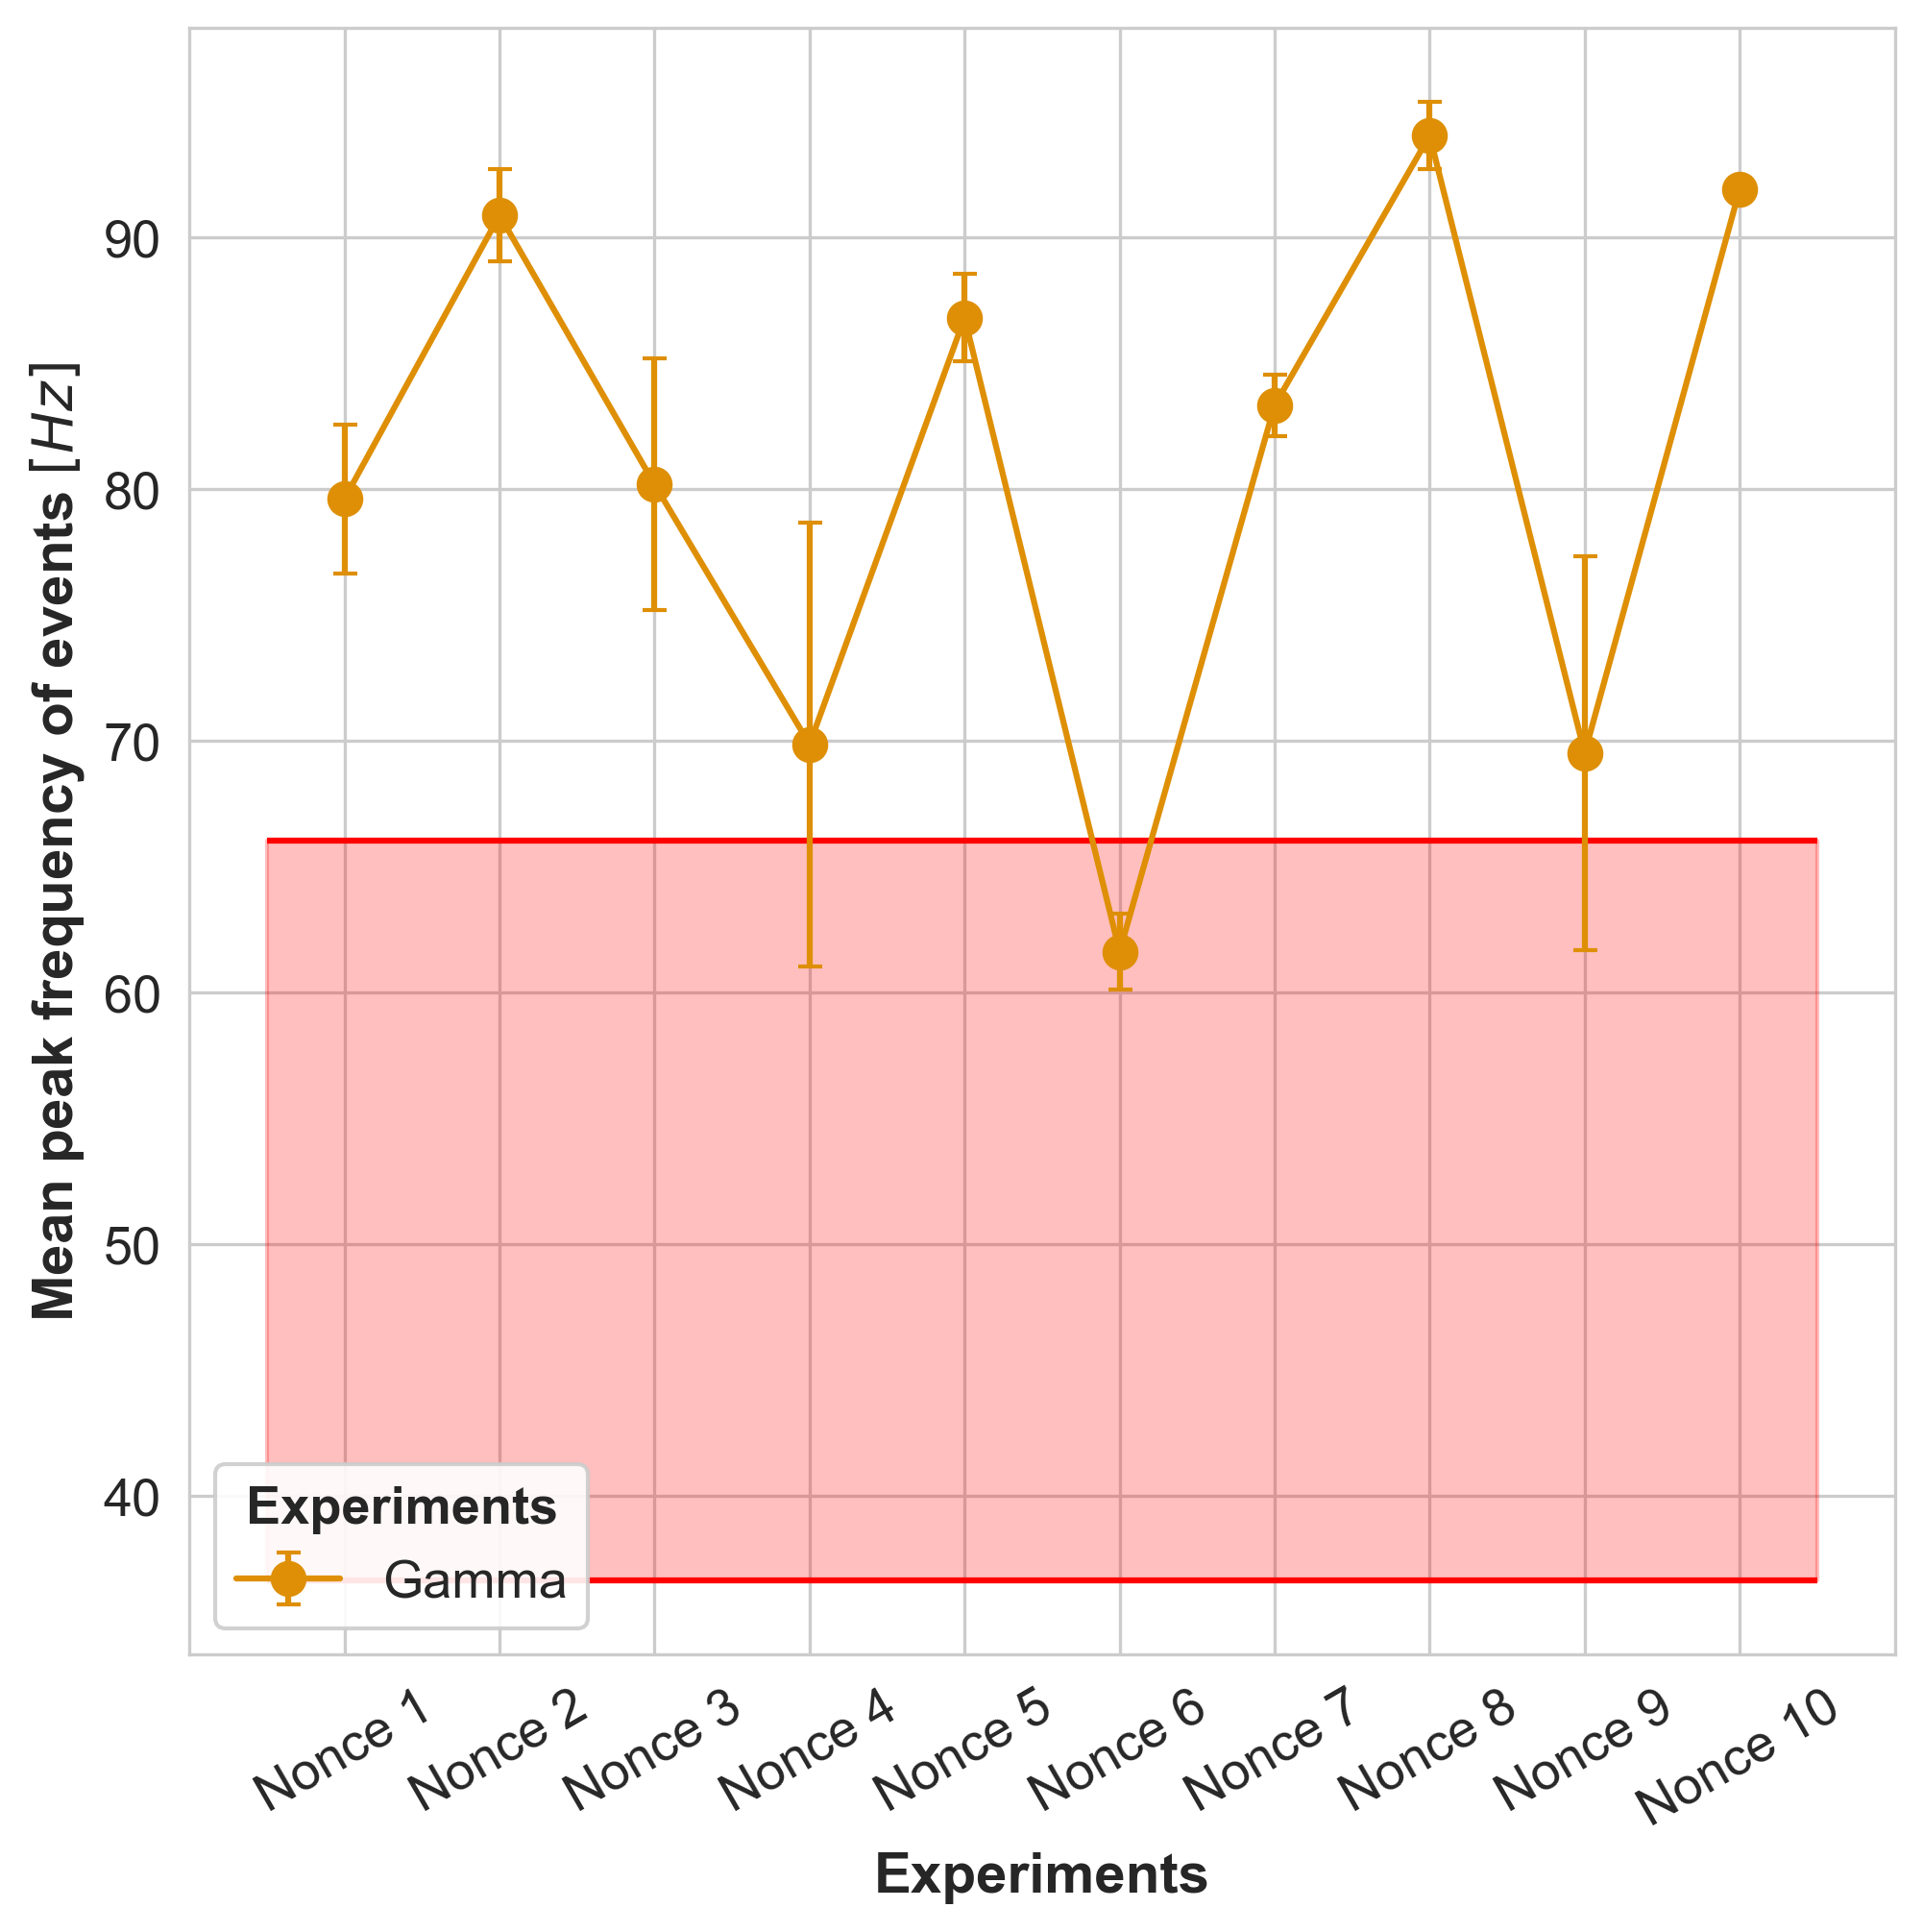 Mean peak frequency of events [Hz]
90
80
70
60
50
40
Experiments
Gamma
Nonce 1
Nonce 2
Nonce 3
Nonce 4
Nonce 5
Nonce 6
Nonce 7
Nonce 8
Nonce 9
Nonce 10
Experiments